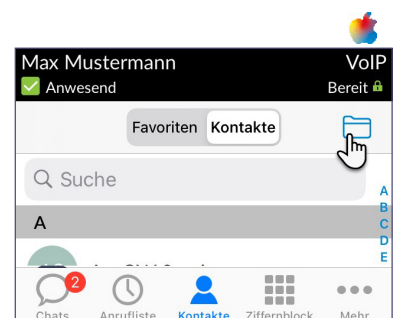 Max Mustermann VoIP
Anwesend Bereit
Favoriten Kontakte
Suche
A
A
B
C
D
E
2
Chats Anrufliste Kontakte Ziffernblock Mehr